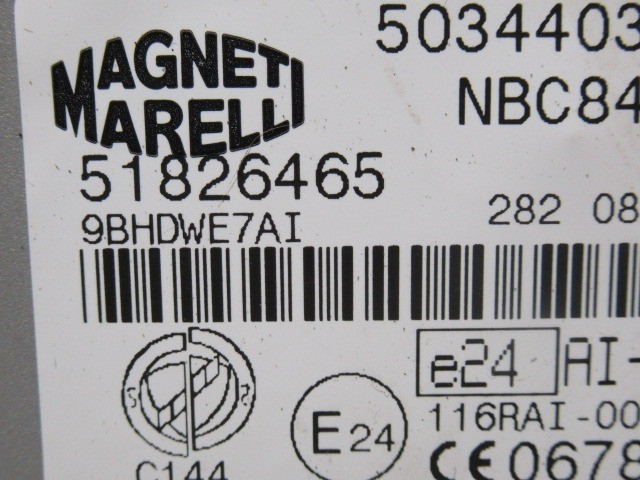 MAGNETI
MARELLI
5034403
NBC84
51826465
9BHDWE7AI
282 08
e24 AI-
116RAI-00
E24
CE0678
C144